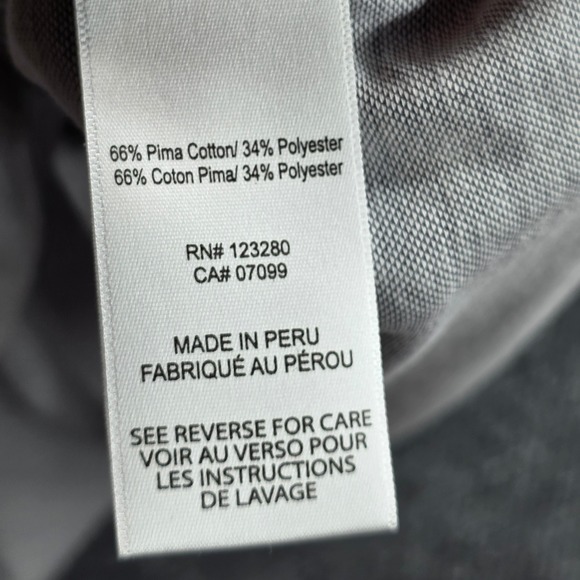 66% Pima Cotton/ 34% Polyester
66% Coton Pima/ 34% Polyester
RN# 123280
CA# 07099
MADE IN PERU
FABRIQUÉ AU PÉROU
SEE REVERSE FOR CARE
VOIR AU VERSO POUR
LES INSTRUCTIONS
DE LAVAGE